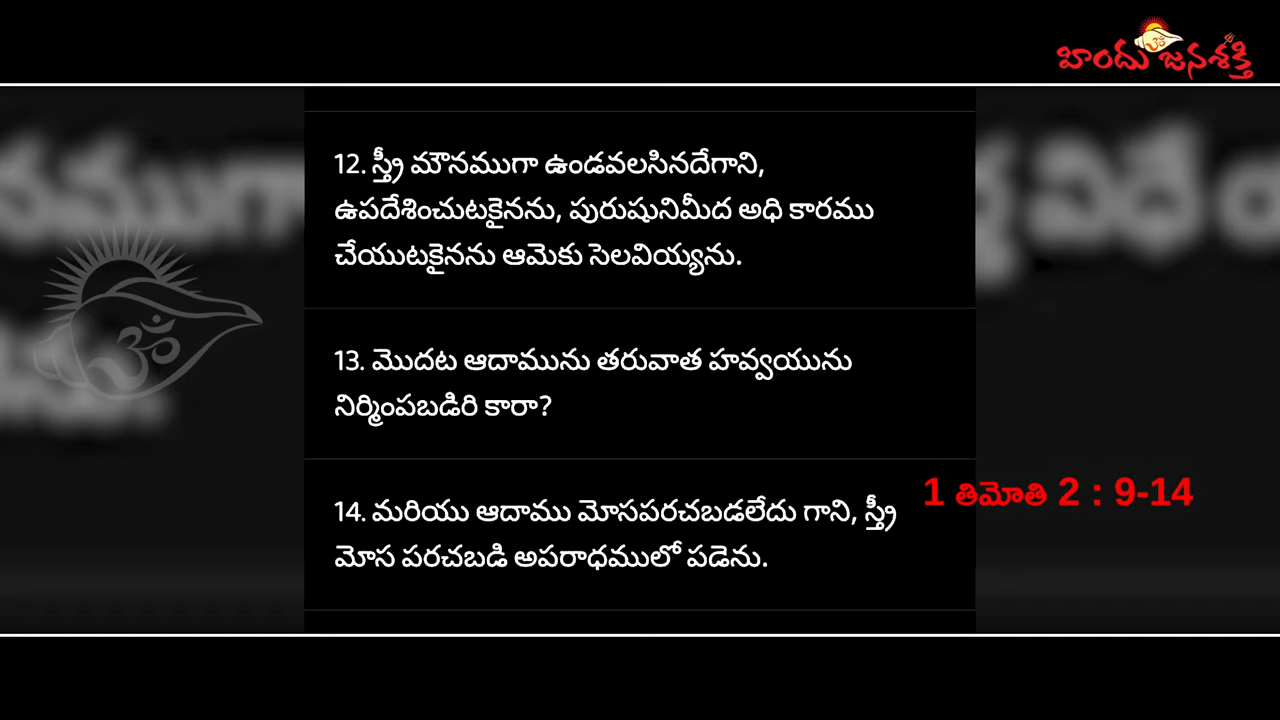 హిందు జనశక్తి
12. స్త్రీ మౌనముగా ఉండవలసినదేగాని,
ఉపదేశించుటకైనను, పురుషునిమీద అధి కారము
చేయుటకైనను ఆమెకు సెలవియ్యను.
13. మొదట ఆదామును తరువాత హవ్వయును
నిర్మింపబడిరి కారా?
14. మరియు ఆదాము మోసపరచబడలేదు గాని, స్త్రీ
మోస పరచబడి అపరాధములో పడెను.
1 తిమోతి 2 : 9-14